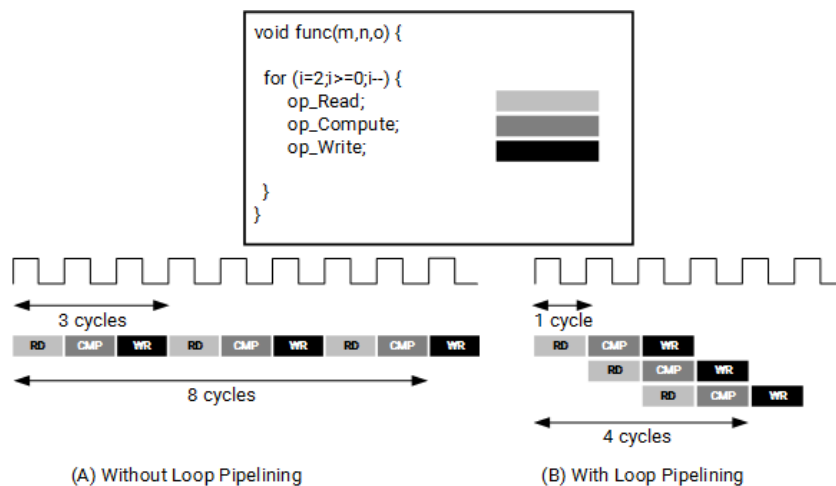 void func(m,n,o) {
for (i=2;i>=0;i--) {
op_Read;
op_Compute;
op_Write;
}
}
3 cycles
RD CMP WR RD CMP WR RD CMP WR
8 cycles
(A) Without Loop Pipelining
1 cycle
RD CMP WR
RD CMP WR
RD CMP WR
4 cycles
(B) With Loop Pipelining